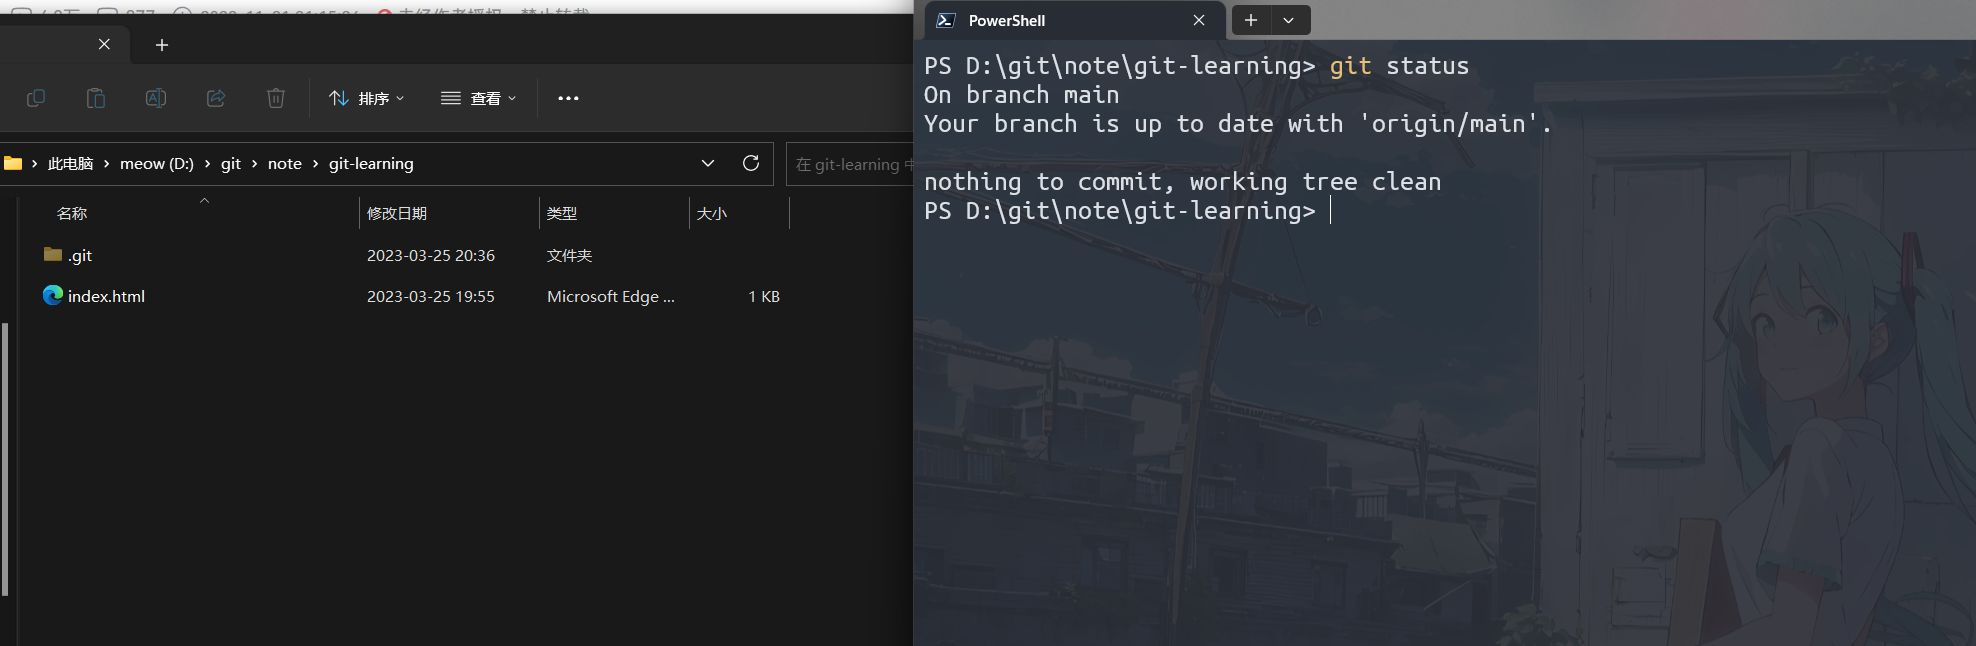 排序
查看
此电脑 > meow (D:) > git > note > git-learning
在 git-learning 中
名称
修改日期
类型
大小
.git
2023-03-25 20:36
文件夹
index.html
2023-03-25 19:55
Microsoft Edge ...
1 KB
PowerShell
PS D:\git\note\git-learning> git status
On branch main
Your branch is up to date with 'origin/main'.
nothing to commit, working tree clean
PS D:\git\note\git-learning>